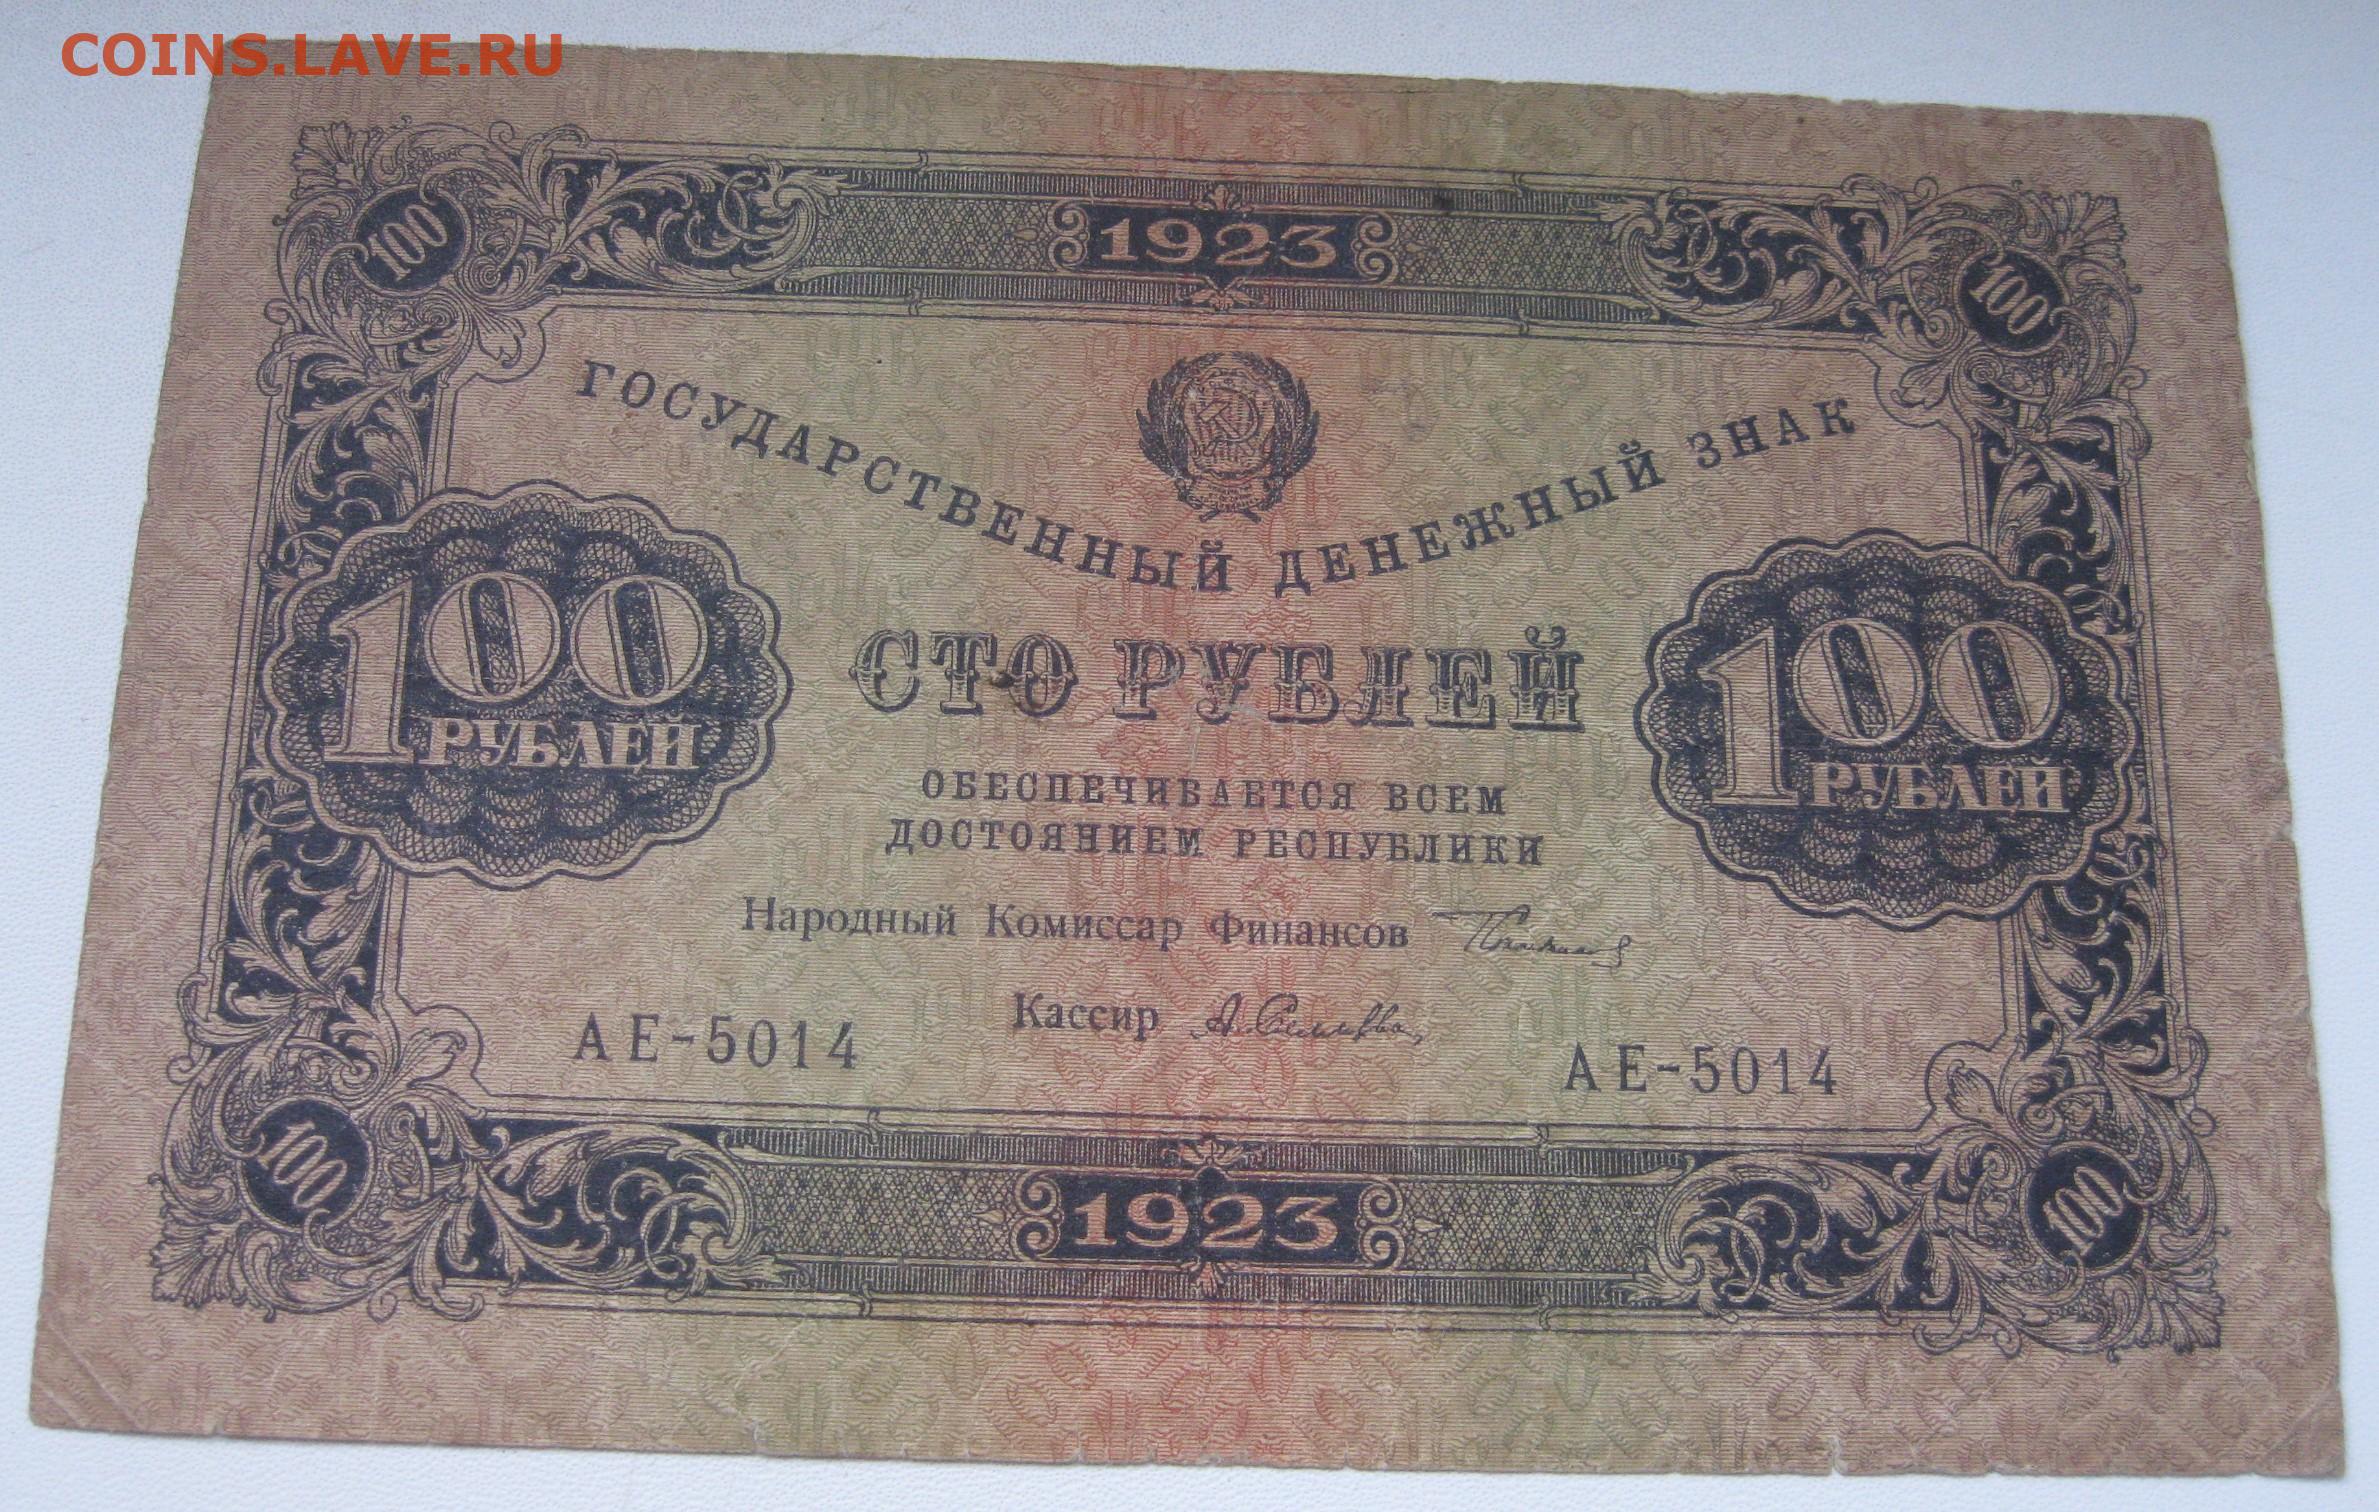 COINS.LAVE.RU
100 1923 100
ГОСУДАРСТВЕННЫЙ ДЕНЕЖНЫЙ ЗНАК
100 РУБЛЕЙ
СТО РУБЛЕЙ
100 РУБЛЕЙ
ОБЕСПЕЧИВАЕТСЯ ВСЕМ
ДОСТОЯНИЕМ РЕСПУБЛИКИ
Народный Комиссар Финансов
Кассир
АЕ-5014 АЕ-5014
100 1923 100